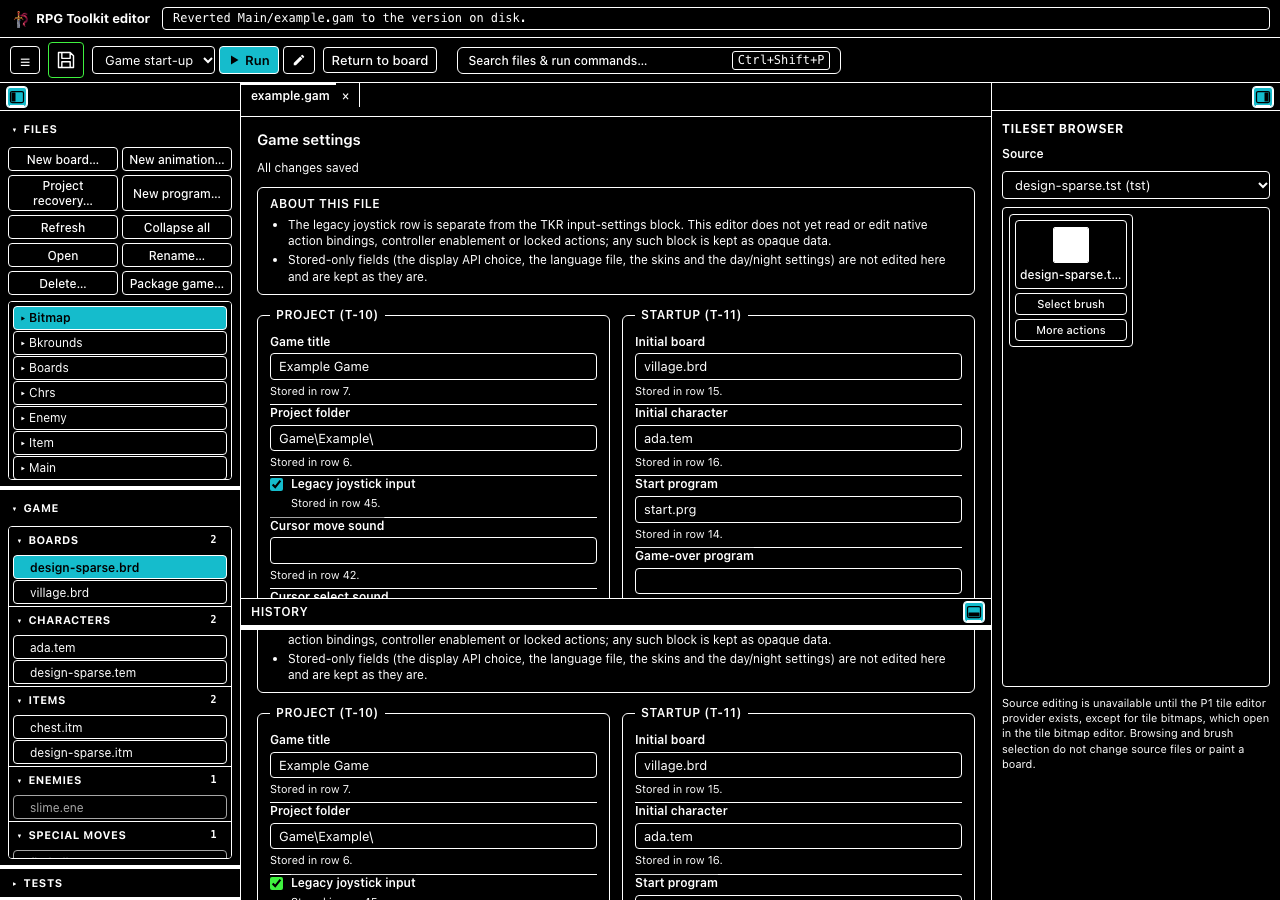 RPG Toolkit editor
Reverted Main/example.gam to the version on disk.
Game start-up
Run
Return to board
Search files & run commands...
Ctrl+Shift+P
example.gam ×
FILES
New board...
New animation...
Project recovery...
New program...
Refresh
Collapse all
Open
Rename...
Delete...
Package game...
Bitmap
Bkrounds
Boards
Chrs
Enemy
Item
Main
GAME
BOARDS 2
design-sparse.brd
village.brd
CHARACTERS 2
ada.tem
design-sparse.tem
ITEMS 2
chest.itm
design-sparse.itm
ENEMIES 1
slime.ene
SPECIAL MOVES 1
TESTS
Game settings
All changes saved
ABOUT THIS FILE
• The legacy joystick row is separate from the TKR input-settings block. This editor does not yet read or edit native
action bindings, controller enablement or locked actions; any such block is kept as opaque data.
• Stored-only fields (the display API choice, the language file, the skins and the day/night settings) are not edited here
and are kept as they are.
PROJECT (T-10)
Game title
Example Game
Stored in row 7.
Project folder
Game\Example\
Stored in row 6.
Legacy joystick input
Stored in row 45.
Cursor move sound
Stored in row 42.
Cursor select sound
STARTUP (T-11)
Initial board
village.brd
Stored in row 15.
Initial character
ada.tem
Stored in row 16.
Start program
start.prg
Stored in row 14.
Game-over program
HISTORY
action bindings, controller enablement or locked actions; any such block is kept as opaque data.
• Stored-only fields (the display API choice, the language file, the skins and the day/night settings) are not edited here
and are kept as they are.
PROJECT (T-10)
Game title
Example Game
Stored in row 7.
Project folder
Game\Example\
Stored in row 6.
Legacy joystick input
Stored in row 45.
STARTUP (T-11)
Initial board
village.brd
Stored in row 15.
Initial character
ada.tem
Stored in row 16.
Start program
TILESET BROWSER
Source
design-sparse.tst (tst)
design-sparse.t...
Select brush
More actions
Source editing is unavailable until the P1 tile editor
provider exists, except for tile bitmaps, which open
in the tile bitmap editor. Browsing and brush
selection do not change source files or paint a
board.